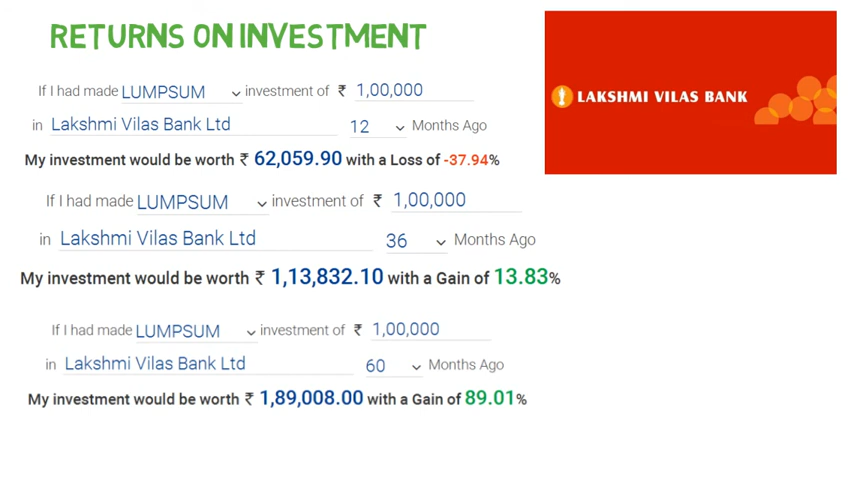 RETURNS ON INVESTMENT
LAKSHMI VILAS BANK
If I had made LUMPSUM investment of ₹ 1,00,000
in Lakshmi Vilas Bank Ltd 12 Months Ago
My investment would be worth ₹ 62,059.90 with a Loss of -37.94%
If I had made LUMPSUM investment of ₹ 1,00,000
in Lakshmi Vilas Bank Ltd 36 Months Ago
My investment would be worth ₹ 1,13,832.10 with a Gain of 13.83%
If I had made LUMPSUM investment of ₹ 1,00,000
in Lakshmi Vilas Bank Ltd 60 Months Ago
My investment would be worth ₹ 1,89,008.00 with a Gain of 89.01%